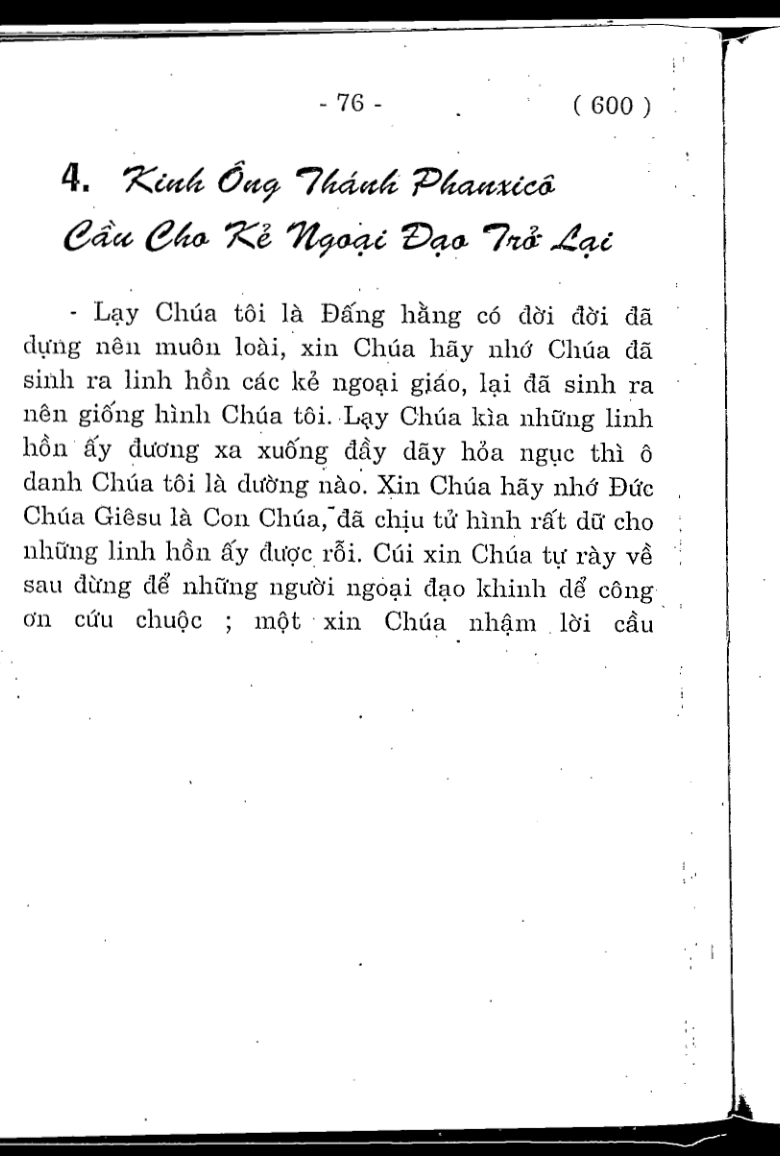 - 76 - ( 600 )
4. Kinh Ông Thánh Phanxicô
Cầu Cho Kẻ Ngoại Đạo Trở Lại
- Lạy Chúa tôi là Đấng hằng có đời đời đã
dựng nên muôn loài, xin Chúa hãy nhớ Chúa đã
sinh ra linh hồn các kẻ ngoại giáo, lại đã sinh ra
nên giống hình Chúa tôi. Lạy Chúa kìa những linh
hồn ấy đương xa xuống đầy dãy hỏa ngục thì ô
danh Chúa tôi là dường nào. Xin Chúa hãy nhớ Đức
Chúa Giêsu là Con Chúa, đã chịu tử hình rất dữ cho
những linh hồn ấy được rỗi. Cúi xin Chúa tự rày về
sau đừng để những người ngoại đạo khinh dể công
ơn cứu chuộc ; một xin Chúa nhậm lời cầu